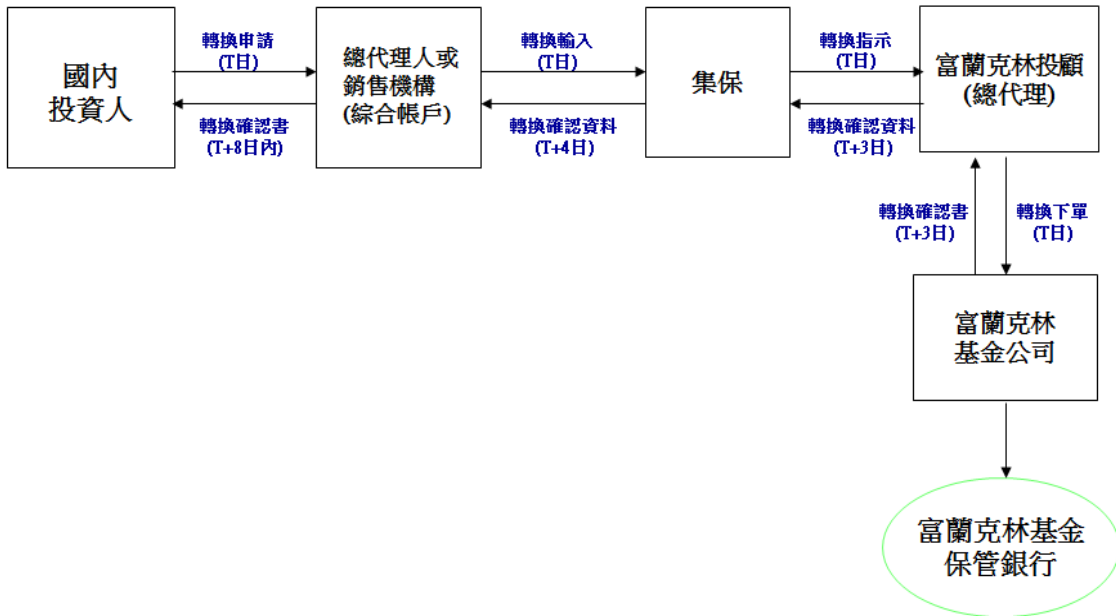 國內
投資人
轉換申請
(T日)
轉換確認書
(T+8日內)
總代理人或
銷售機構
(綜合帳戶)
轉換輸入
(T日)
轉換確認資料
(T+4日)
集保
轉換指示
(T日)
轉換確認資料
(T+3日)
富蘭克林投顧
(總代理)
轉換確認書
(T+3日)
轉換下單
(T日)
富蘭克林
基金公司
富蘭克林基金
保管銀行